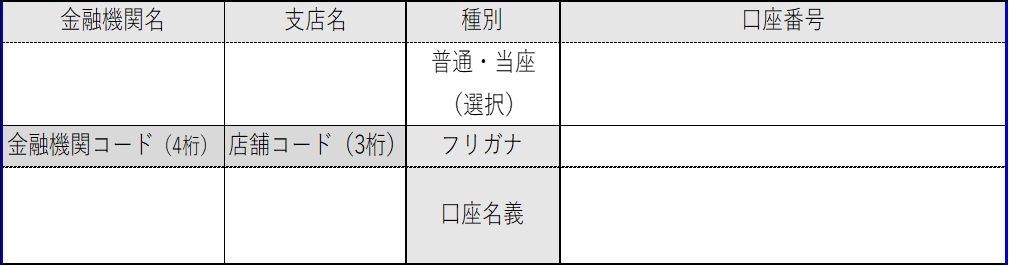 金融機関名 支店名 種別 口座番号
普通・当座
（選択）
金融機関コード（4桁） 店舗コード（3桁） フリガナ
口座名義